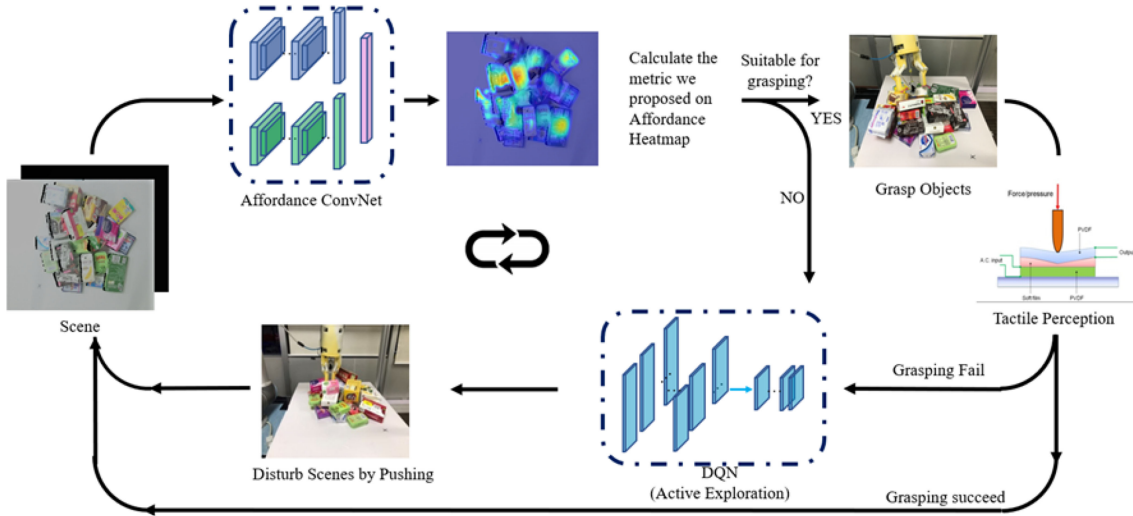 Calculate the
metric we
proposed on
Affordance
Heatmap
Suitable for
grasping?
YES
NO
Affordance ConvNet
Grasp Objects
Force/pressure
PVDF
Output
A.C. input
Soft film
PVDF
Tactile Perception
Scene
Grasping Fail
Disturb Scenes by Pushing
DQN
(Active Exploration)
Grasping succeed